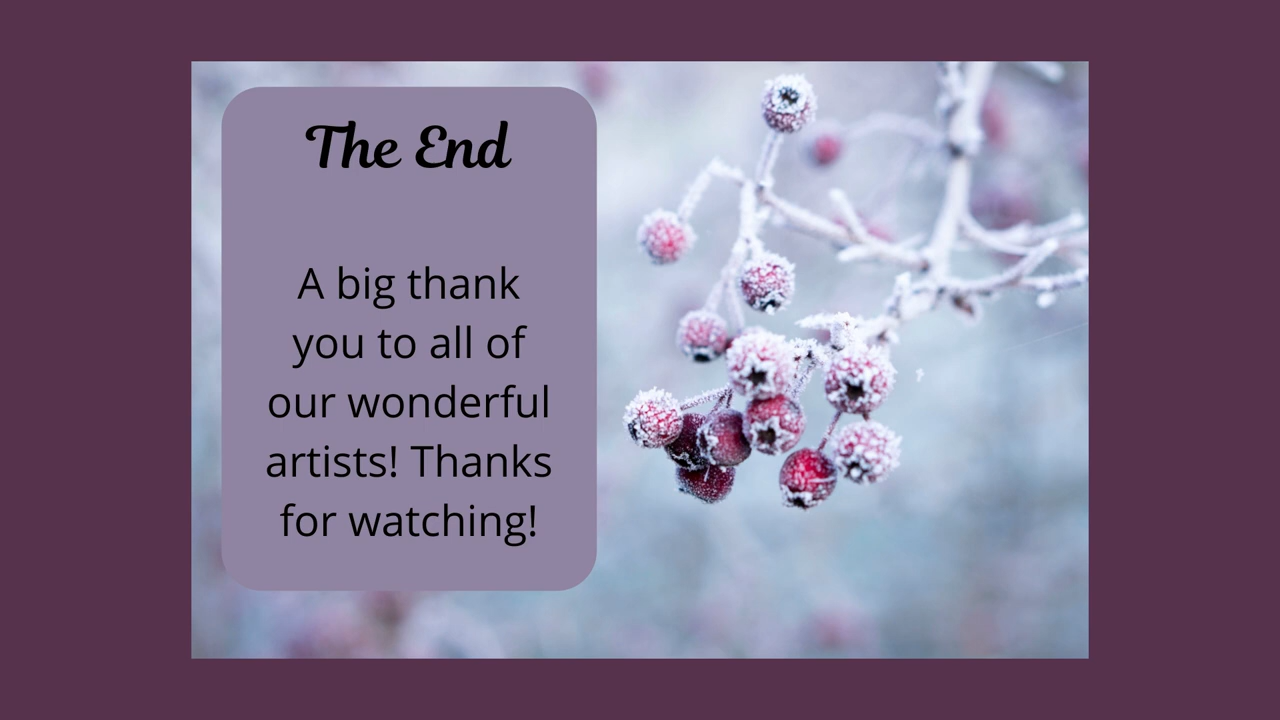 The End
A big thank
you to all of
our wonderful
artists! Thanks
for watching!